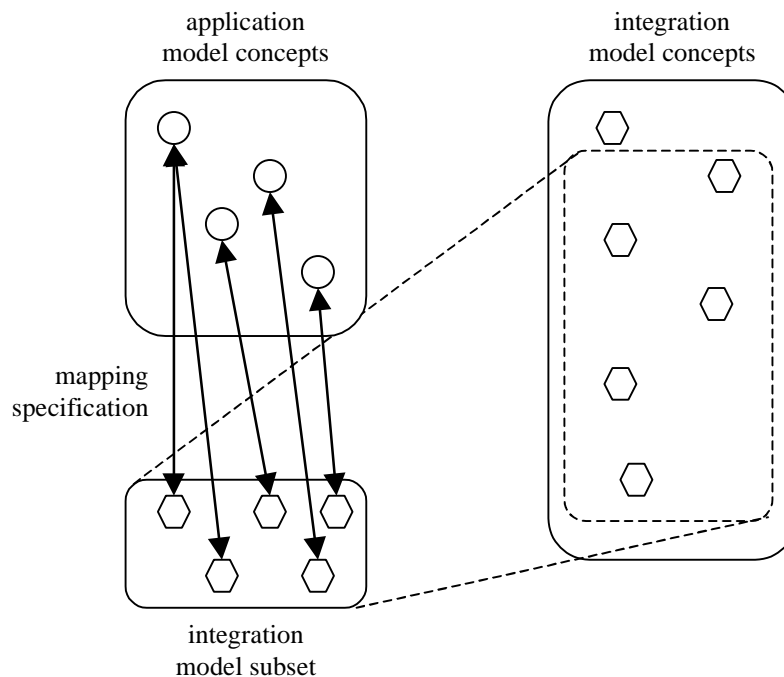 application
model concepts
integration
model concepts
mapping
specification
integration
model subset